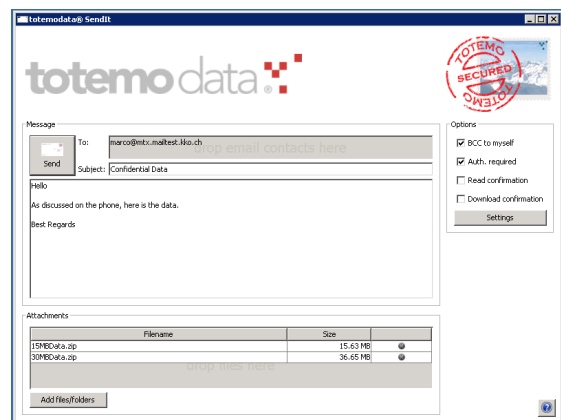 totemodata® SendIt
totemo data®
TOTEMO
SECURED
Message
Options
Send
To:
marco@mtx.mailtest.kko.ch
drop email contacts here
Subject:
Confidential Data
BCC to myself
Auth. required
Read confirmation
Download confirmation
Settings
Hello
As discussed on the phone, here is the data.
Best Regards
Attachments
Filename
Size
15MBData.zip
15.63 MB
30MBData.zip
36.65 MB
drop files here
Add files/folders
?